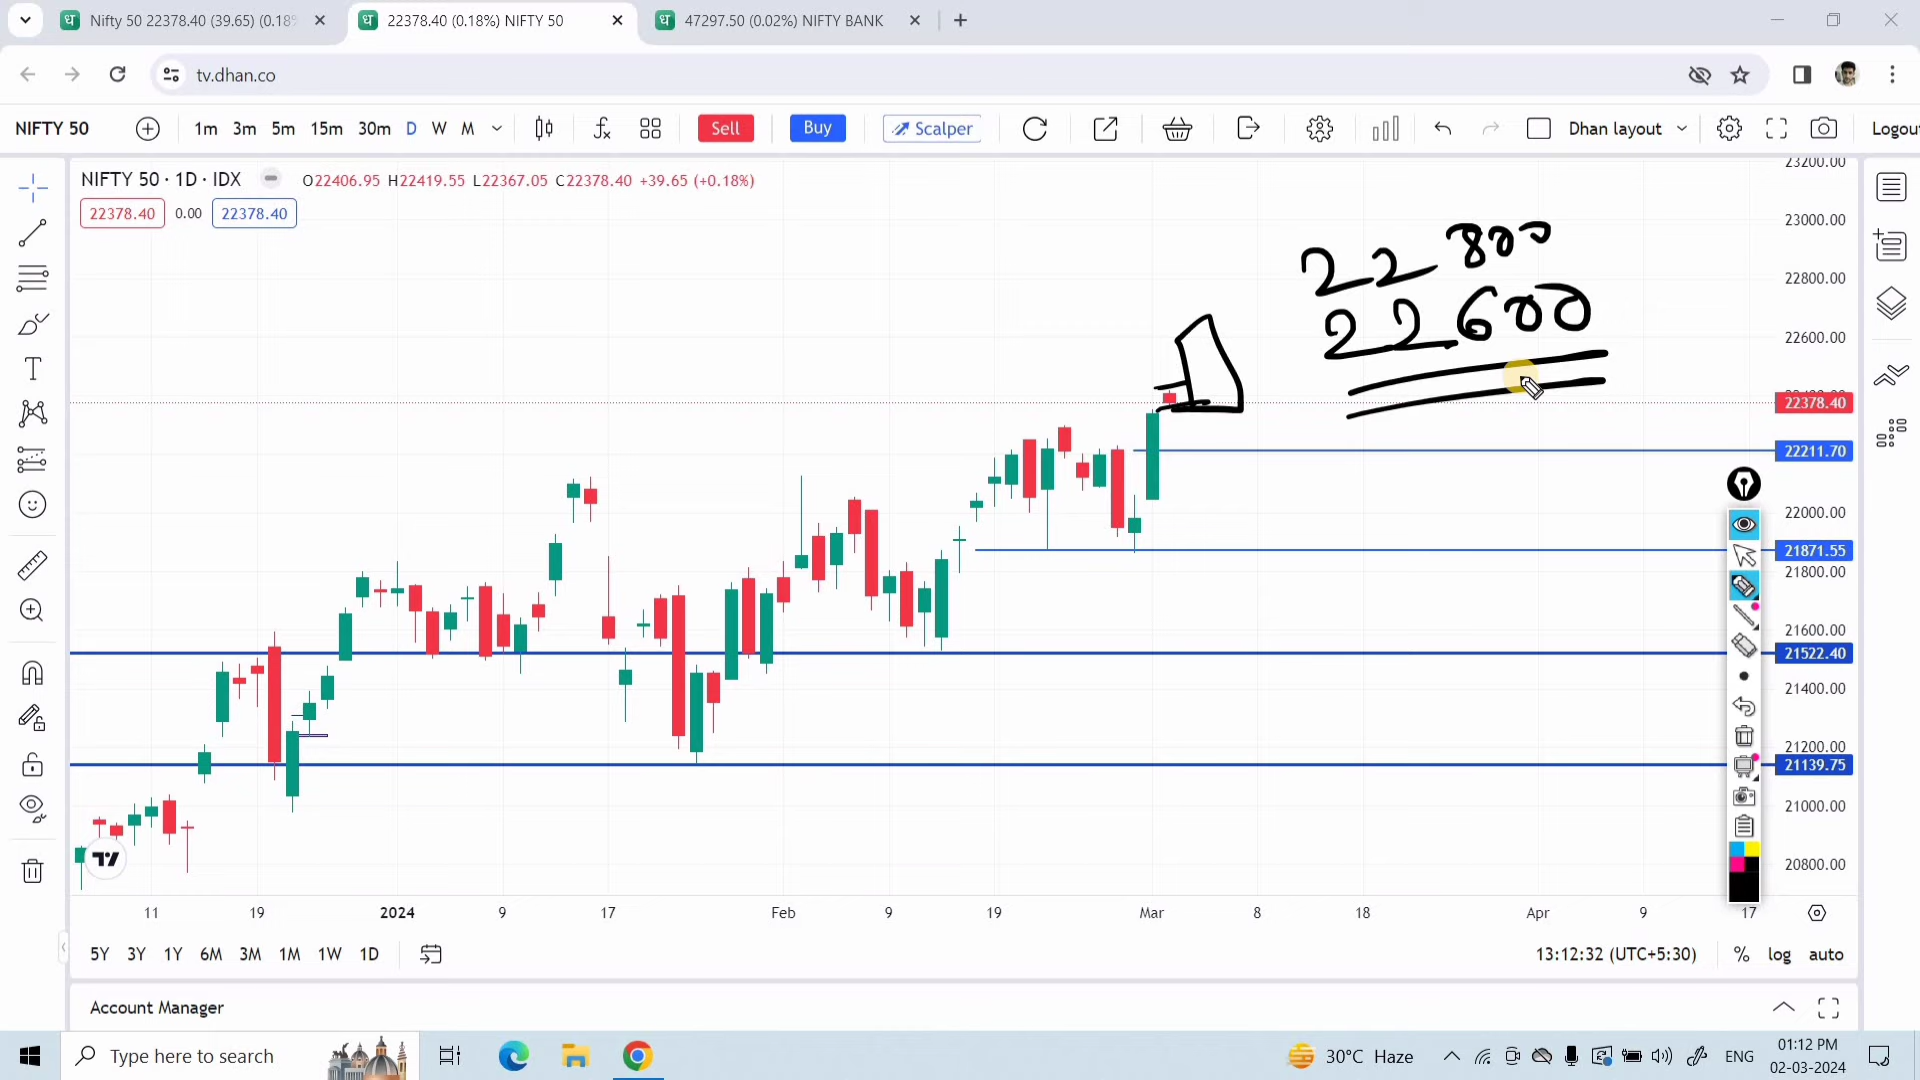 Nifty 50 22378.40 (39.65) (0.18%
22378.40 (0.18%) NIFTY 50
47297.50 (0.02%) NIFTY BANK
tv.dhan.co
NIFTY 50 1m 3m 5m 15m 30m D W M Sell Buy Scalper Dhan layout Logou
NIFTY 50 · 1D · IDX O22406.95 H22419.55 L22367.05 C22378.40 +39.65 (+0.18%)
22378.40 0.00 22378.40
22 800
22 600
23200.00
23000.00
22800.00
22600.00
22378.40
22211.70
22000.00
21871.55
21800.00
21600.00
21522.40
21400.00
21200.00
21139.75
21000.00
20800.00
11 19 2024 9 17 Feb 9 19 Mar 8 18 Apr 9 17
5Y 3Y 1Y 6M 3M 1M 1W 1D 13:12:32 (UTC+5:30) % log auto
Account Manager
Type here to search 30°C Haze ENG 01:12 PM
02-03-2024